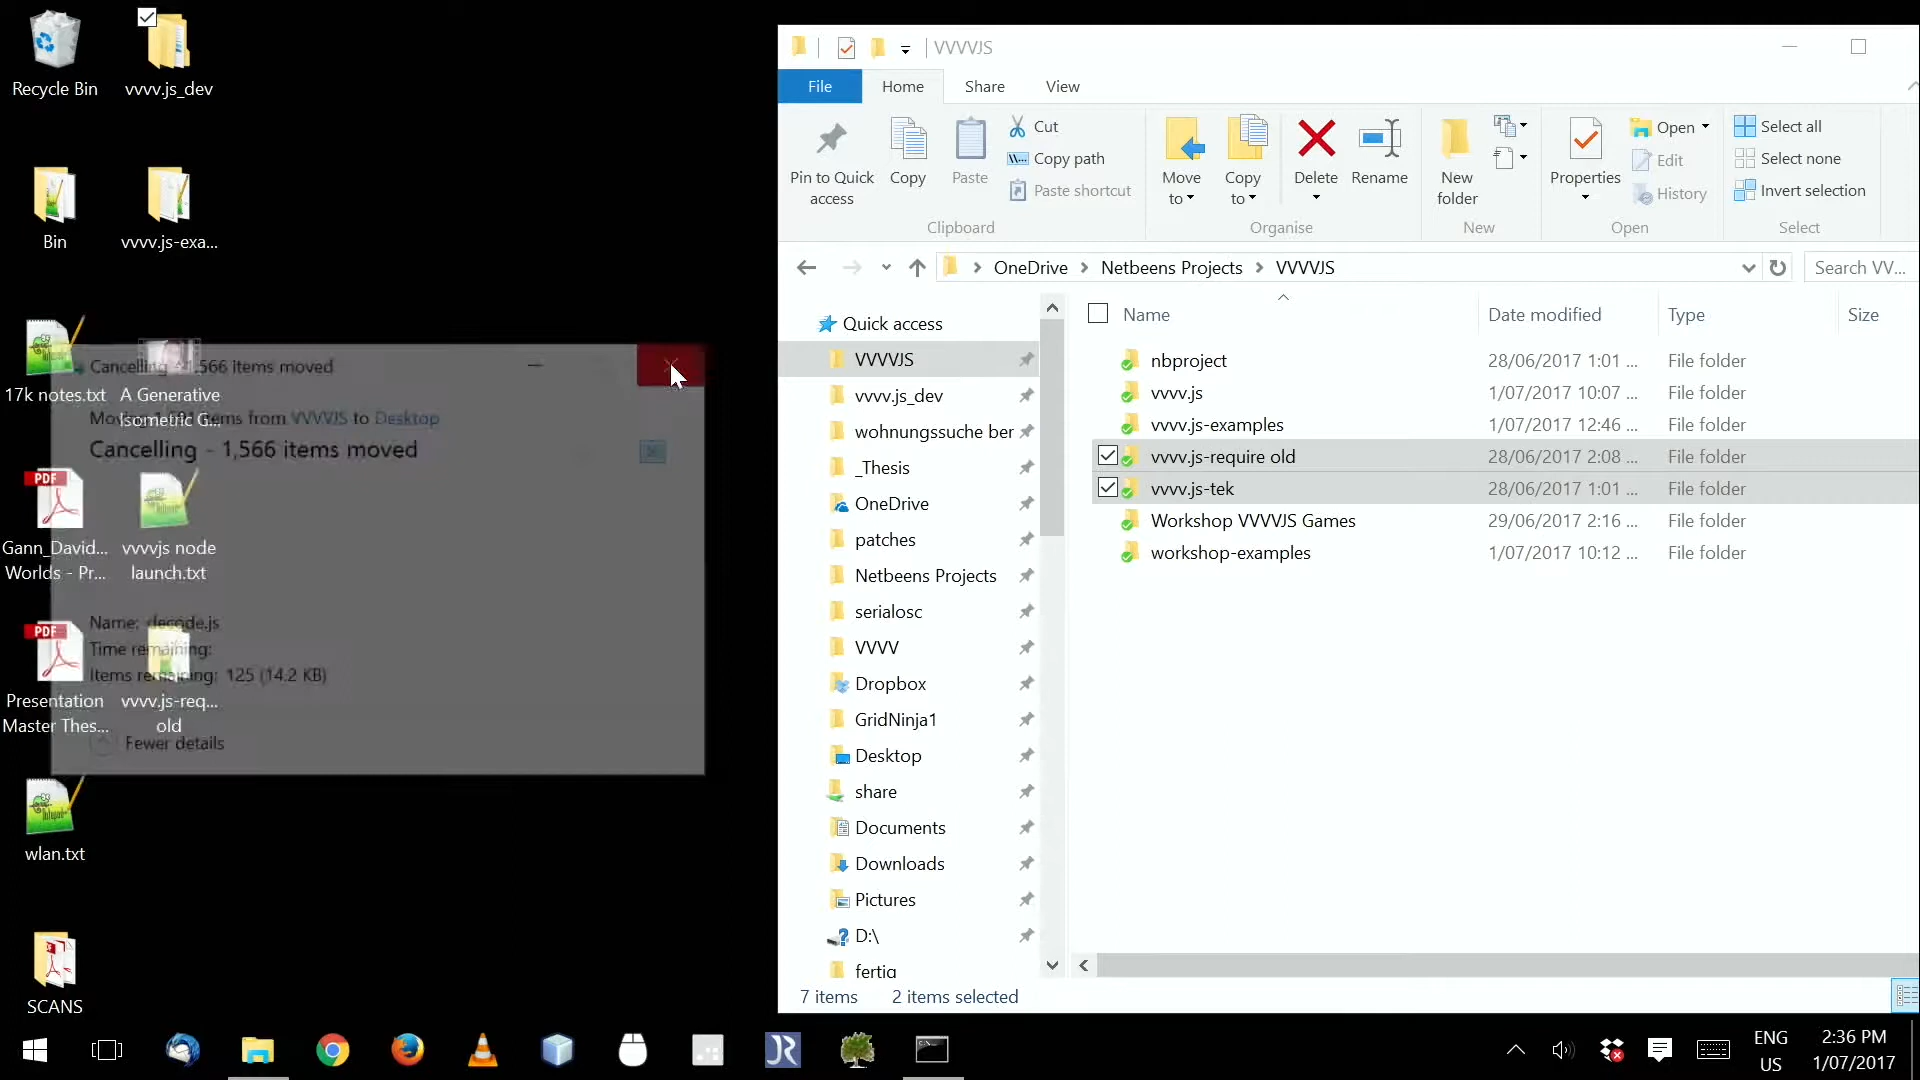 Recycle Bin
vvvv.js_dev
Bin
vvvv.js-exa...
17k notes.txt
A Generative
Isometric G...
Gann_David...
Worlds - Pr...
vvvvjs node
launch.txt
Presentation
Master Thes...
vvvv.js-req...
old
wlan.txt
SCANS
PDF
PDF
Cancelling - 1,566 items moved
items from VVVVJS to Desktop
Cancelling - 1,566 items moved
Name: decode.js
Time remaining:
Items remaining: 125 (14.2 KB)
Fewer details
VVVVJS
File
Home
Share
View
Pin to Quick
access
Copy
Paste
Cut
Copy path
Paste shortcut
Clipboard
Move
to
Copy
to
Delete
Rename
Organise
New
folder
New
Properties
Open
Edit
History
Open
Select all
Select none
Invert selection
Select
OneDrive
Netbeens Projects
VVVVJS
Search VV...
Quick access
VVVVJS
vvvv.js_dev
wohnungssuche ber
_Thesis
OneDrive
patches
Netbeens Projects
serialosc
VVVV
Dropbox
GridNinja1
Desktop
share
Documents
Downloads
Pictures
D:\
fertig
Name Date modified Type Size
nbproject 28/06/2017 1:01 ... File folder
vvvv.js 1/07/2017 10:07 ... File folder
vvvv.js-examples 1/07/2017 12:46 ... File folder
vvvv.js-require old 28/06/2017 2:08 ... File folder
vvvv.js-tek 28/06/2017 1:01 ... File folder
Workshop VVVVJS Games 29/06/2017 2:16 ... File folder
workshop-examples 1/07/2017 10:12 ... File folder
7 items 2 items selected
ENG
US
2:36 PM
1/07/2017